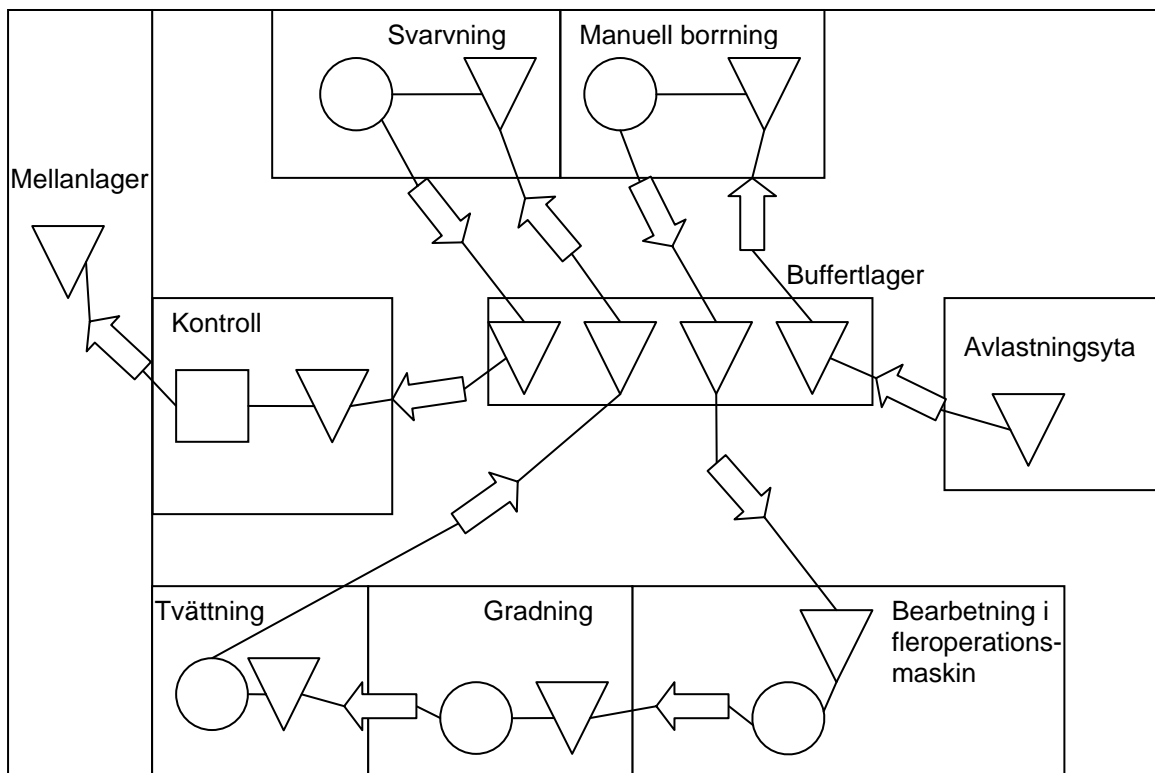 Svarvning
Manuell borrning
Mellanlager
Buffertlager
Kontroll
Avlastningsyta
Tvättning
Gradning
Bearbetning i
fleroperations-
maskin